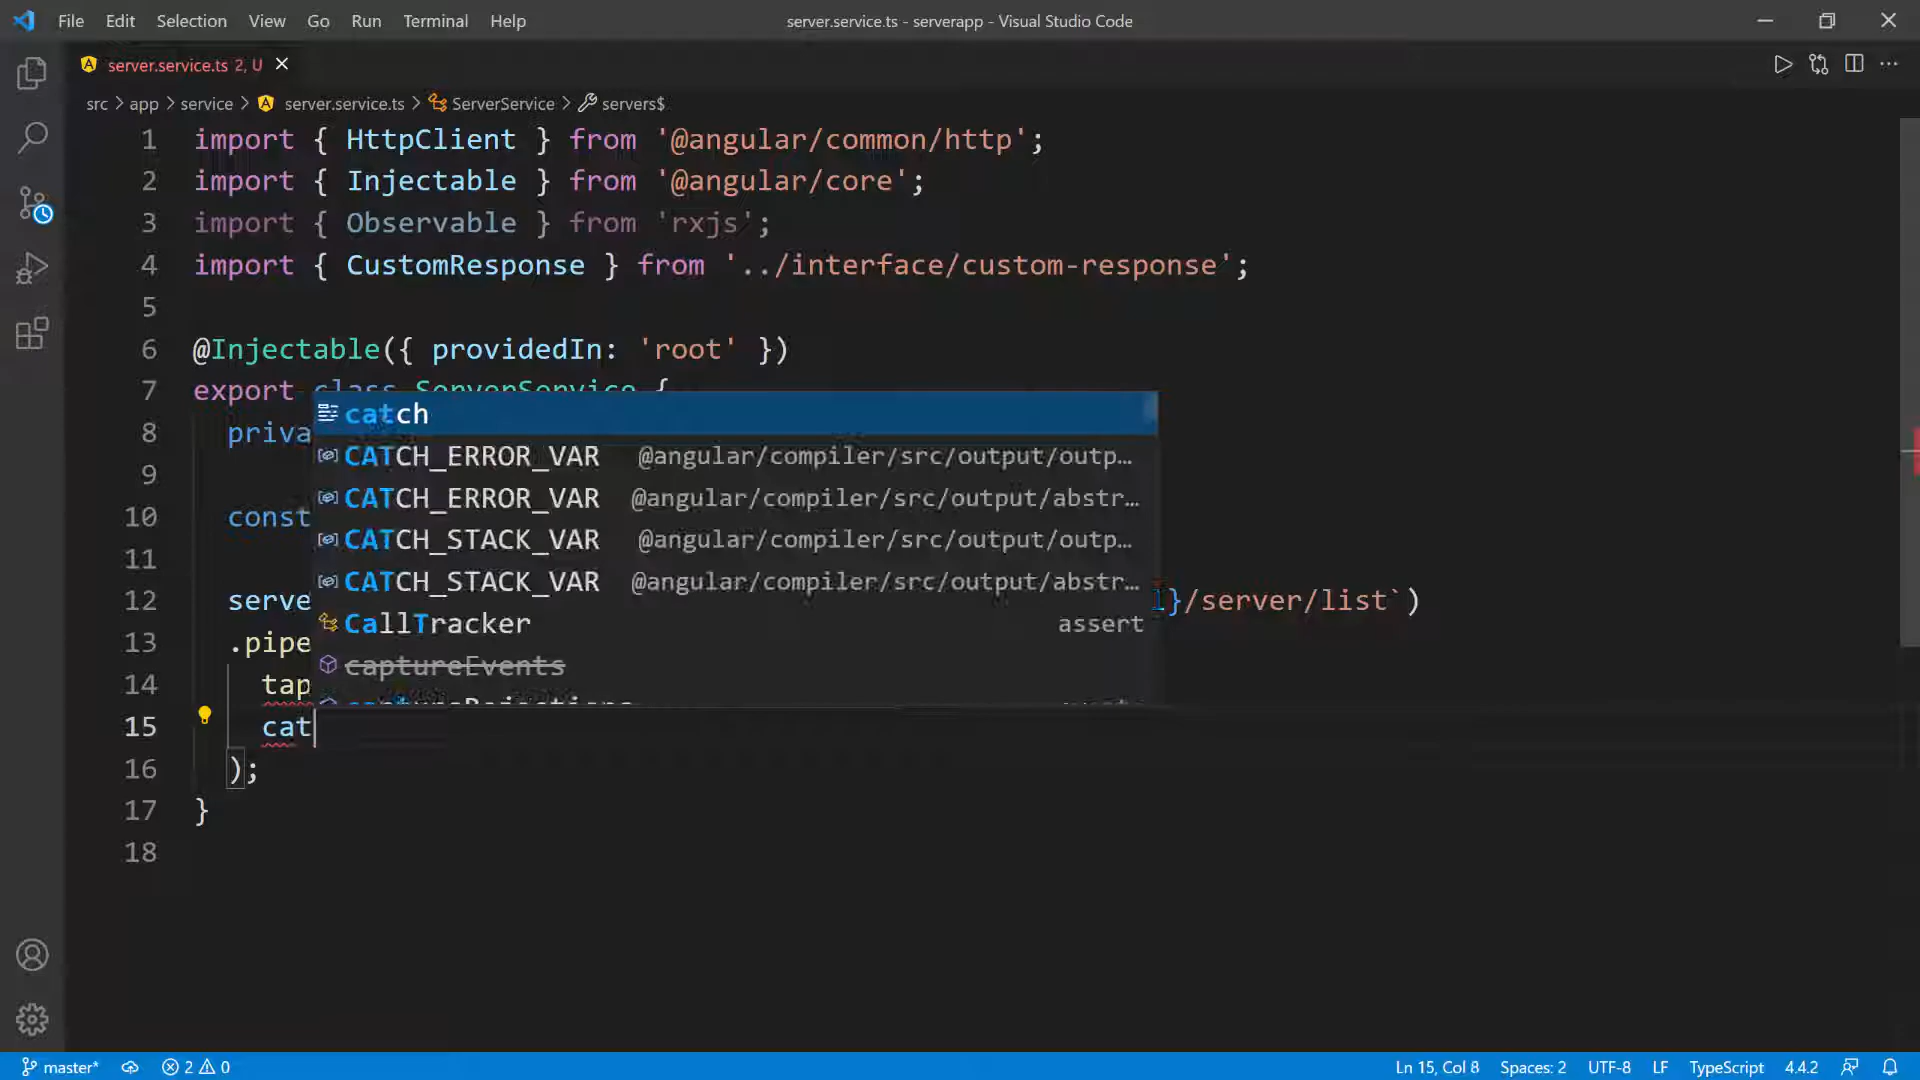 File Edit Selection View Go Run Terminal Help server.service.ts - serverapp - Visual Studio Code
server.service.ts 2, U
src > app > service > server.service.ts > ServerService > servers$
1 import { HttpClient } from '@angular/common/http';
2 import { Injectable } from '@angular/core';
3 import { Observable } from 'rxjs';
4 import { CustomResponse } from '../interface/custom-response';
5
6 @Injectable({ providedIn: 'root' })
7 export class ServerService {
catch
8 priva
CATCH_ERROR_VAR @angular/compiler/src/output/outp…
9
CATCH_ERROR_VAR @angular/compiler/src/output/abstr…
10 const
CATCH_STACK_VAR @angular/compiler/src/output/outp…
11
CATCH_STACK_VAR @angular/compiler/src/output/abstr…
12 serve l}/server/list`)
CallTracker assert
13 .pipe
captureEvents
14 tap
15 cat
16 );
17 }
18
master* 2 0 Ln 15, Col 8 Spaces: 2 UTF-8 LF TypeScript 4.4.2